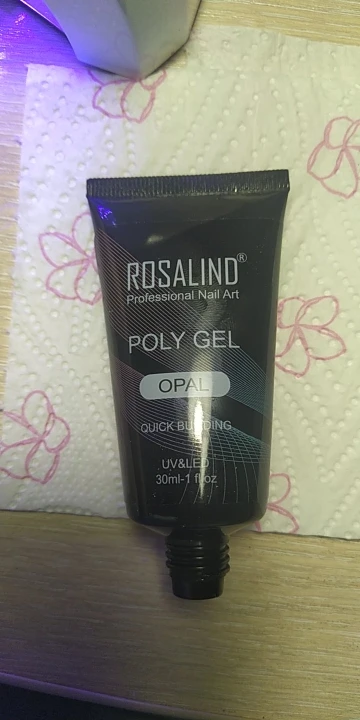 ROSALIND®
Professional Nail Art
POLY GEL
OPAL
QUICK BUILDING
UV&LED
30ml-1 fl oz